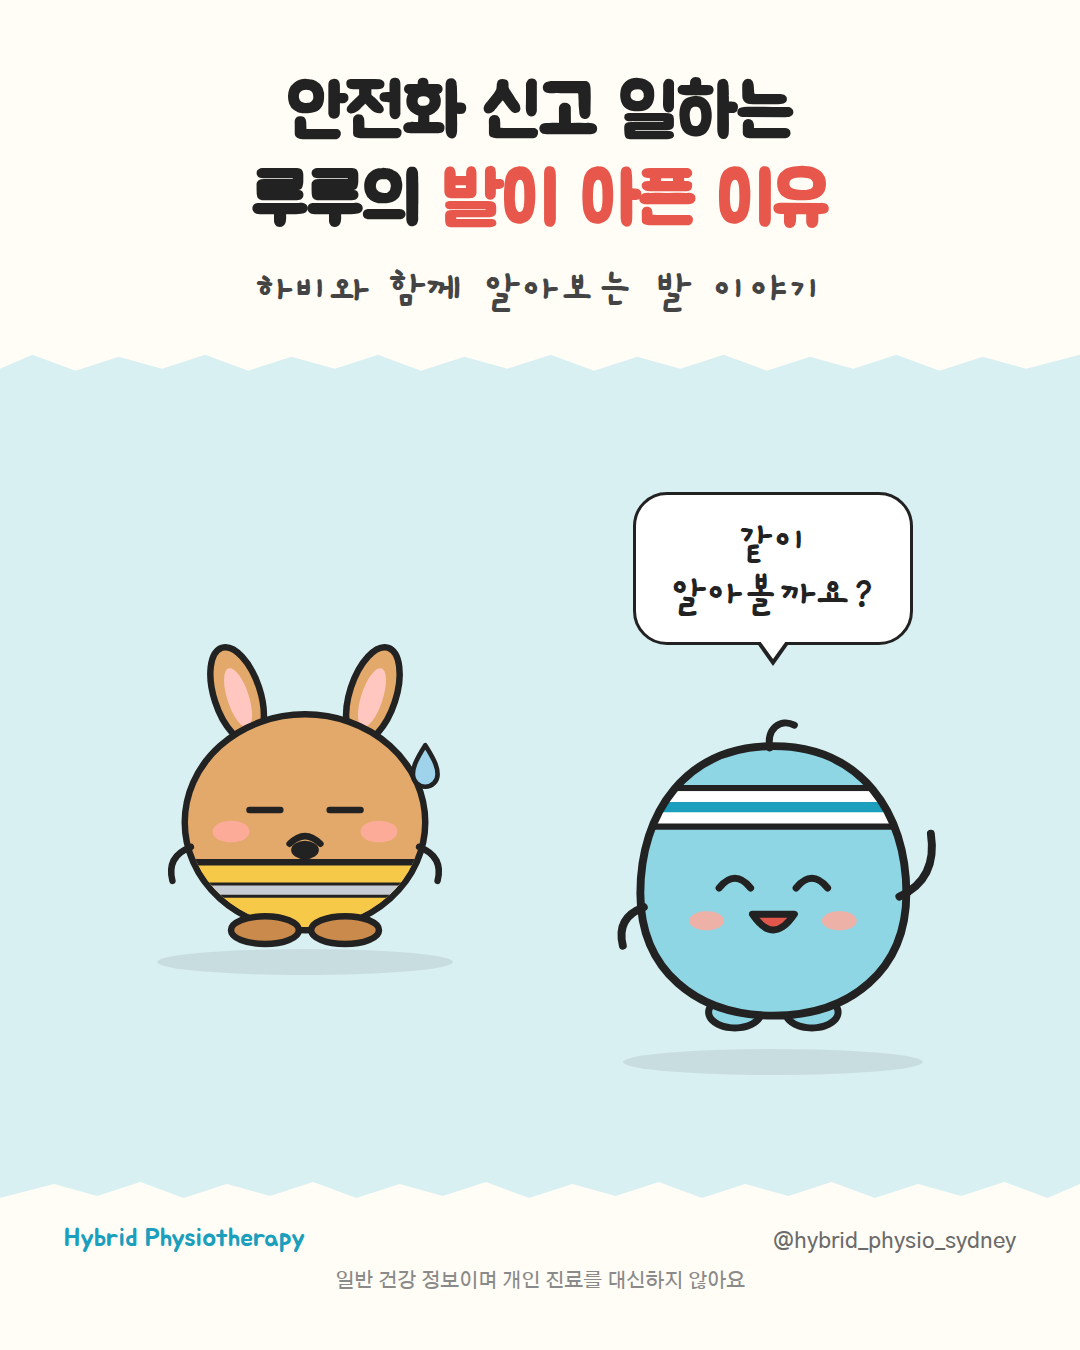 안전화 신고 일하는
루루의 발이 아픈 이유
하비와 함께 알아보는 발 이야기
같이
알아볼까요?
Hybrid Physiotherapy
@hybrid_physio_sydney
일반 건강 정보이며 개인 진료를 대신하지 않아요